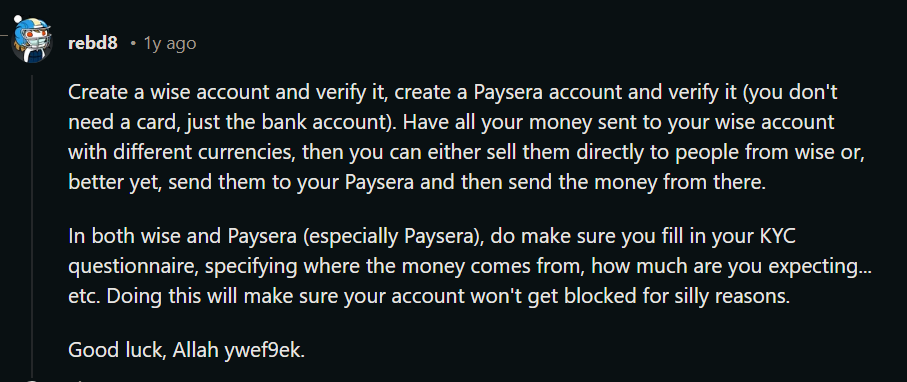 rebd8 • 1y ago
Create a wise account and verify it, create a Paysera account and verify it (you don't
need a card, just the bank account). Have all your money sent to your wise account
with different currencies, then you can either sell them directly to people from wise or,
better yet, send them to your Paysera and then send the money from there.
In both wise and Paysera (especially Paysera), do make sure you fill in your KYC
questionnaire, specifying where the money comes from, how much are you expecting...
etc. Doing this will make sure your account won't get blocked for silly reasons.
Good luck, Allah ywef9ek.